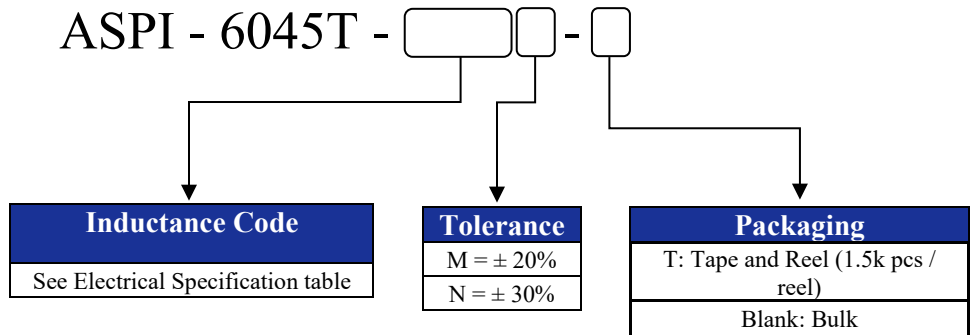 ASPI - 6045T - -
Inductance Code
See Electrical Specification table
Tolerance
M = ± 20%
N = ± 30%
Packaging
T: Tape and Reel (1.5k pcs /
reel)
Blank: Bulk